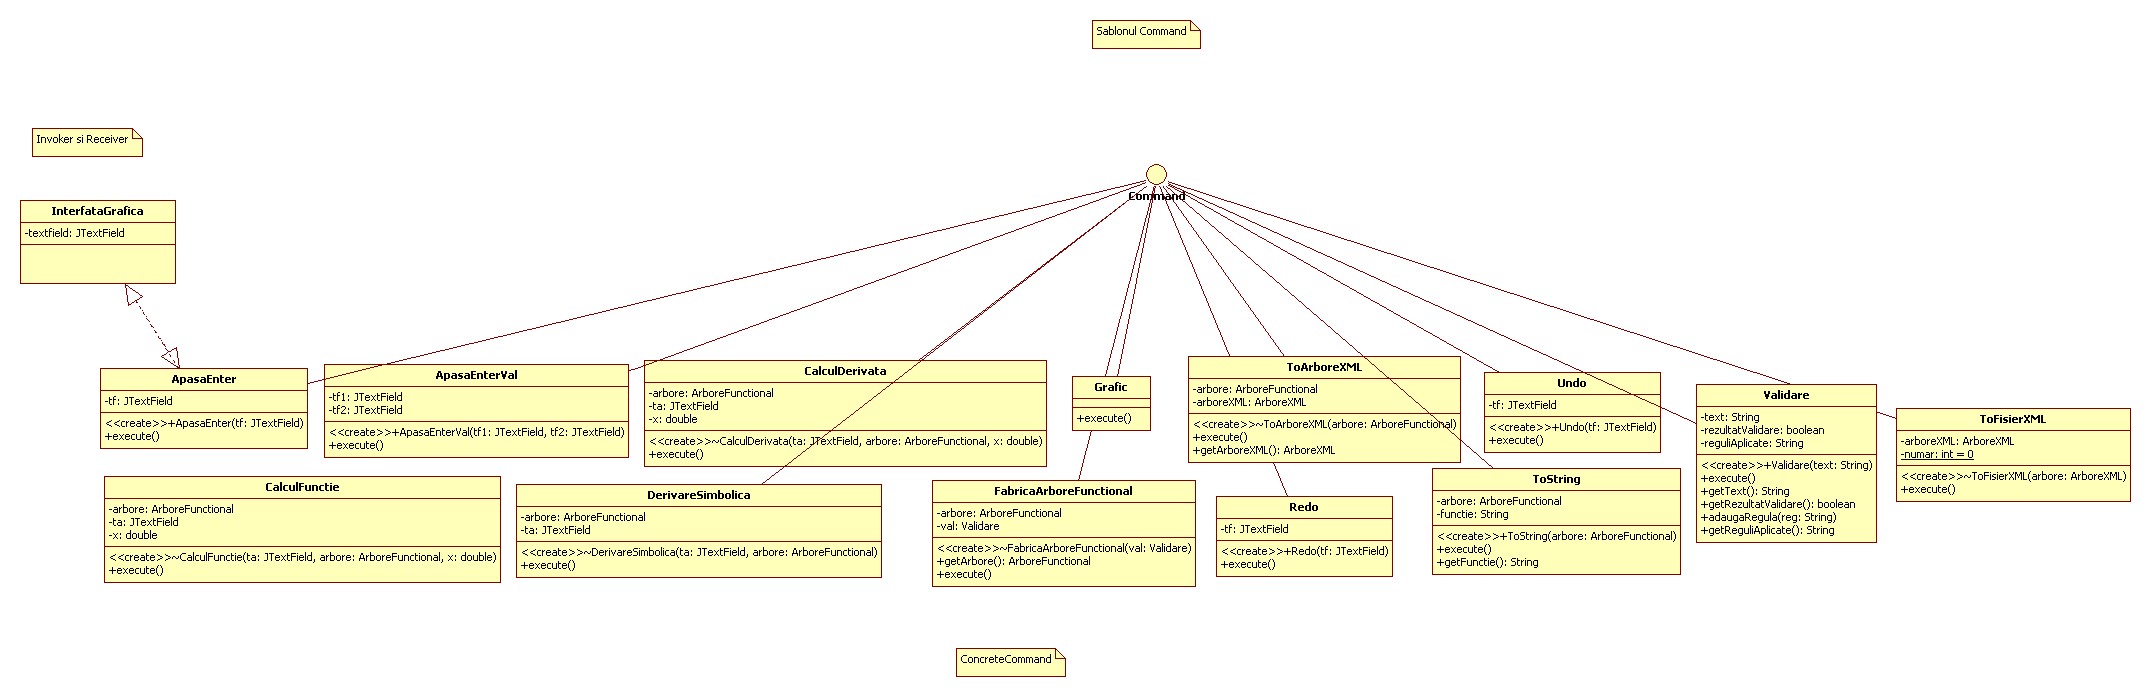 Sablonul Command
Invoker si Receiver
Command
InterfataGrafica
-textfield: JTextField
ApasaEnter
-tf: JTextField
<<create>>+ApasaEnter(tf: JTextField)
+execute()
ApasaEnterVal
-tf1: JTextField
-tf2: JTextField
<<create>>+ApasaEnterVal(tf1: JTextField, tf2: JTextField)
+execute()
CalculDerivata
-arbore: ArboreFunctional
-ta: JTextField
-x: double
<<create>>~CalculDerivata(ta: JTextField, arbore: ArboreFunctional, x: double)
+execute()
Grafic
+execute()
ToArboreXML
-arbore: ArboreFunctional
-arboreXML: ArboreXML
<<create>>~ToArboreXML(arbore: ArboreFunctional)
+execute()
+getArboreXML(): ArboreXML
Undo
-tf: JTextField
<<create>>+Undo(tf: JTextField)
+execute()
Validare
-text: String
-rezultatValidare: boolean
-reguliAplicate: String
<<create>>+Validare(text: String)
+execute()
+getText(): String
+getRezultatValidare(): boolean
+adaugaRegula(reg: String)
+getReguliAplicate(): String
ToFisierXML
-arboreXML: ArboreXML
-numar: int = 0
<<create>>~ToFisierXML(arbore: ArboreXML)
+execute()
CalculFunctie
-arbore: ArboreFunctional
-ta: JTextField
-x: double
<<create>>~CalculFunctie(ta: JTextField, arbore: ArboreFunctional, x: double)
+execute()
DerivareSimbolica
-arbore: ArboreFunctional
-ta: JTextField
<<create>>~DerivareSimbolica(ta: JTextField, arbore: ArboreFunctional)
+execute()
FabricaArboreFunctional
-arbore: ArboreFunctional
-val: Validare
<<create>>~FabricaArboreFunctional(val: Validare)
+getArbore(): ArboreFunctional
+execute()
Redo
-tf: JTextField
<<create>>+Redo(tf: JTextField)
+execute()
ToString
-arbore: ArboreFunctional
-functie: String
<<create>>+ToString(arbore: ArboreFunctional)
+execute()
+getFunctie(): String
ConcreteCommand